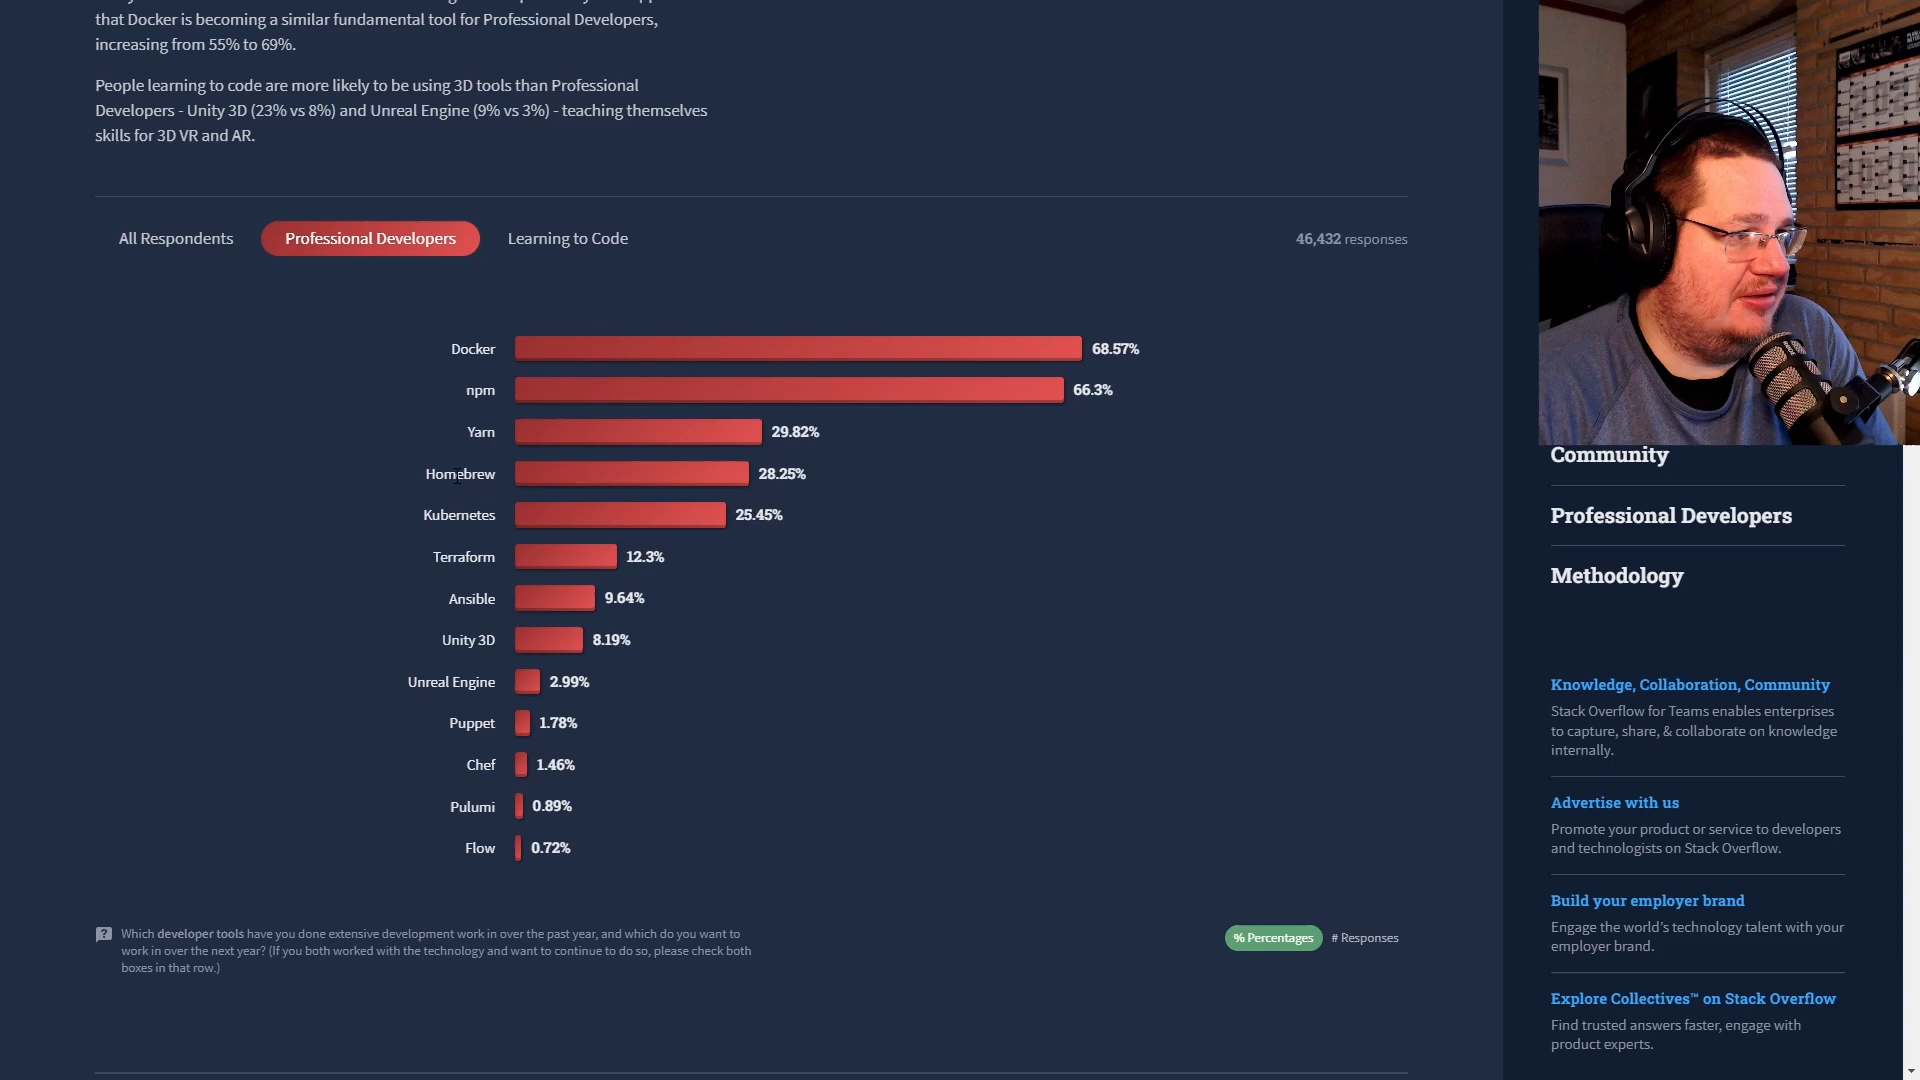 that Docker is becoming a similar fundamental tool for Professional Developers,
increasing from 55% to 69%.
People learning to code are more likely to be using 3D tools than Professional
Developers - Unity 3D (23% vs 8%) and Unreal Engine (9% vs 3%) - teaching themselves
skills for 3D VR and AR.
All Respondents
Professional Developers
Learning to Code
46,432 responses
Docker 68.57%
npm 66.3%
Yarn 29.82%
Homebrew 28.25%
Kubernetes 25.45%
Terraform 12.3%
Ansible 9.64%
Unity 3D 8.19%
Unreal Engine 2.99%
Puppet 1.78%
Chef 1.46%
Pulumi 0.89%
Flow 0.72%
Which developer tools have you done extensive development work in over the past year, and which do you want to
work in over the next year? (If you both worked with the technology and want to continue to do so, please check both
boxes in that row.)
% Percentages
# Responses
Community
Professional Developers
Methodology
Knowledge, Collaboration, Community
Stack Overflow for Teams enables enterprises
to capture, share, & collaborate on knowledge
internally.
Advertise with us
Promote your product or service to developers
and technologists on Stack Overflow.
Build your employer brand
Engage the world's technology talent with your
employer brand.
Explore Collectives™ on Stack Overflow
Find trusted answers faster, engage with
product experts.